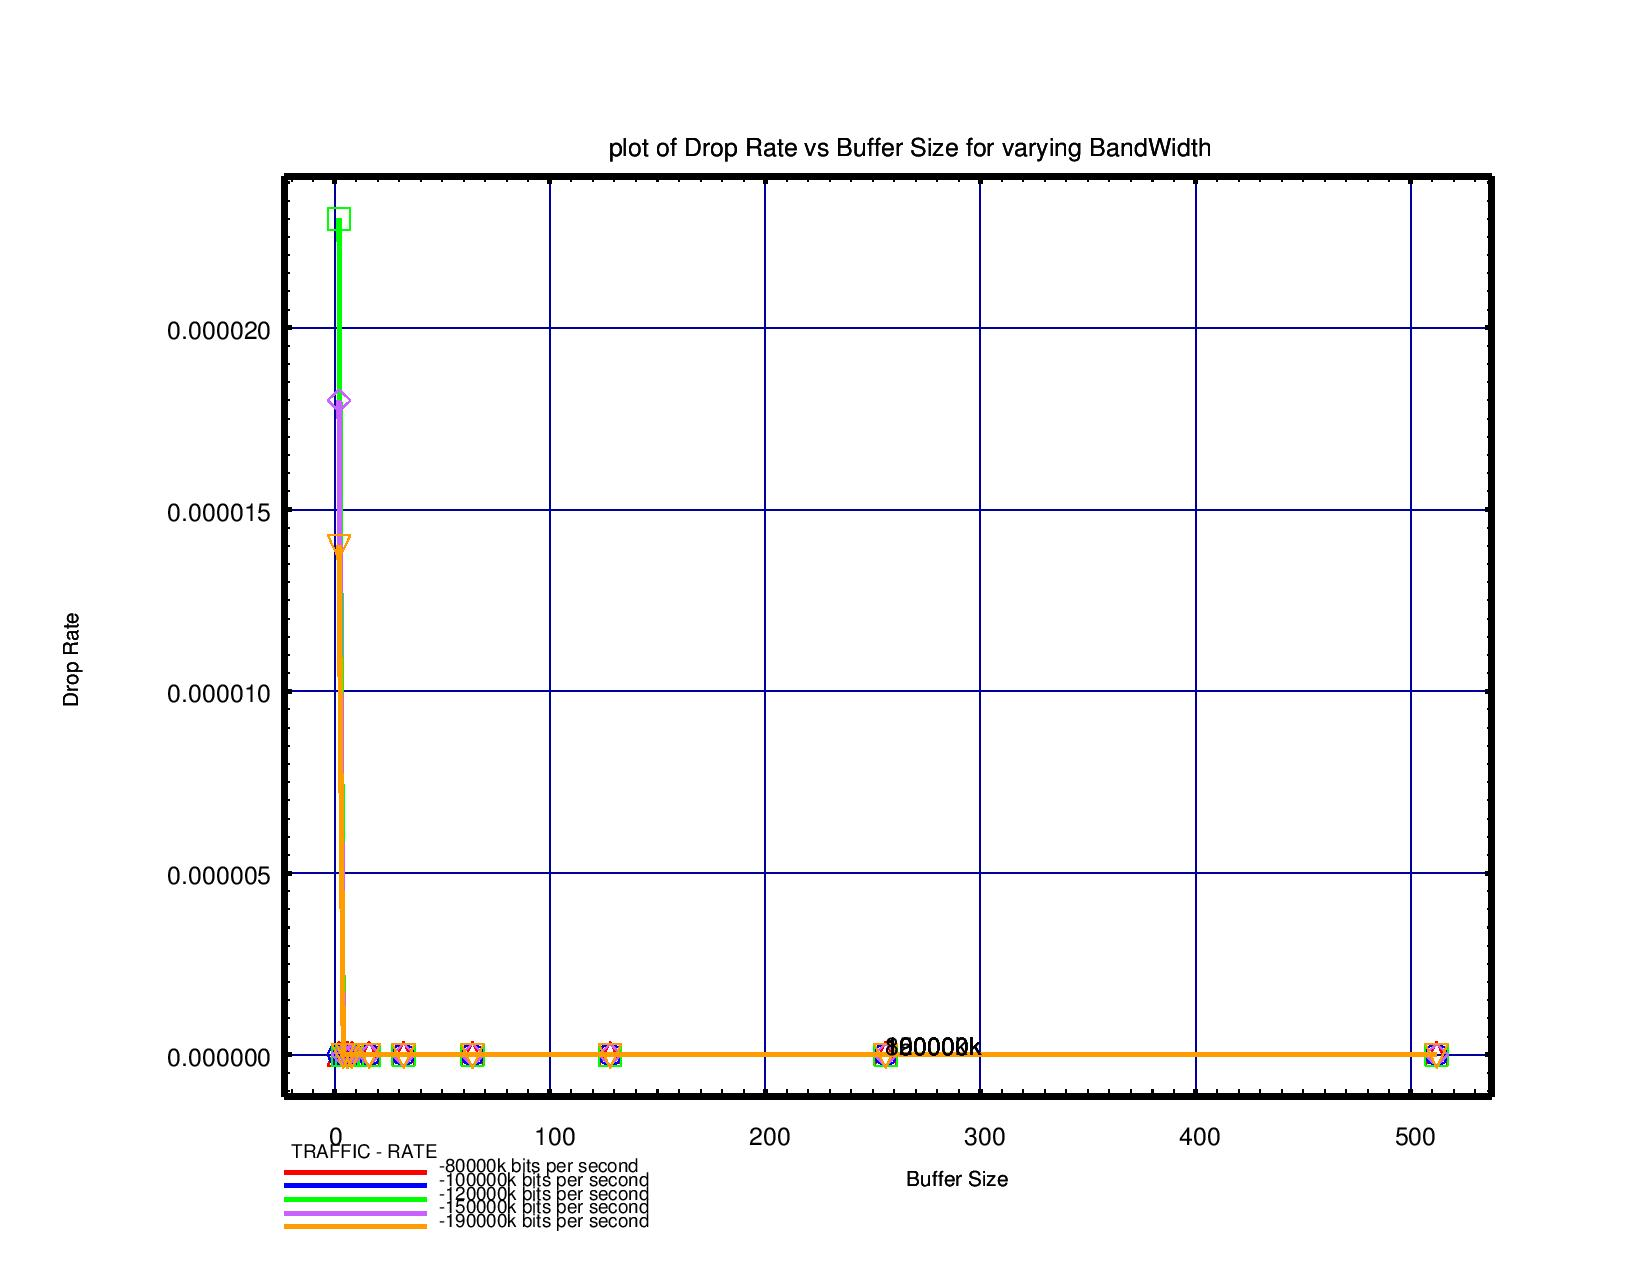 plot of Drop Rate vs Buffer Size for varying BandWidth
0.000020
0.000015
0.000010
0.000005
0.000000
Drop Rate
0 100 200 300 400 500
Buffer Size
TRAFFIC - RATE
-80000k bits per second
-100000k bits per second
-120000k bits per second
-150000k bits per second
-190000k bits per second